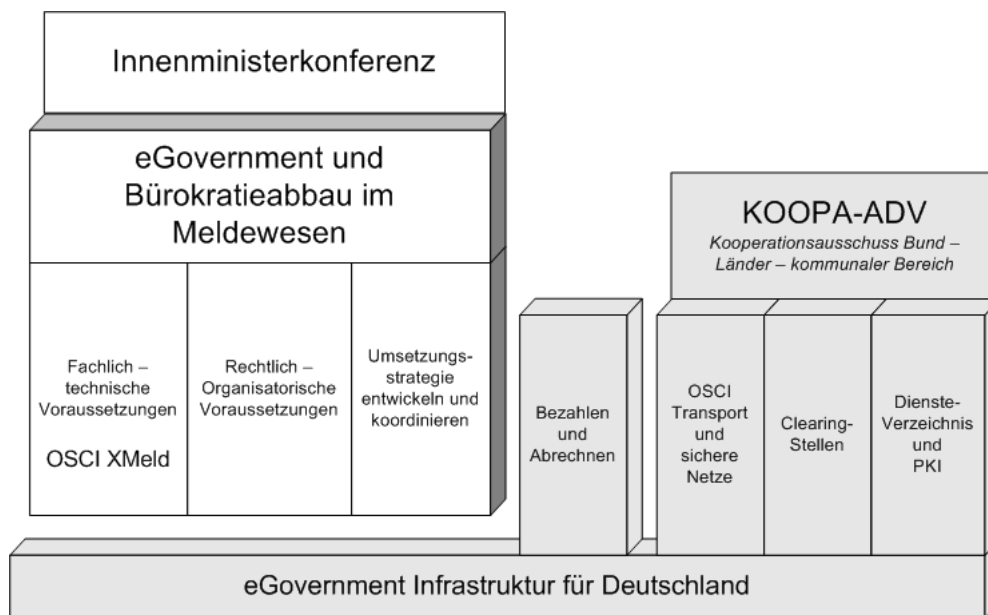 Innenministerkonferenz
eGovernment und
Bürokratieabbau im
Meldewesen
Fachlich –
technische
Voraussetzungen
OSCI XMeld
Rechtlich –
Organisatorische
Voraussetzungen
Umsetzungs-
strategie
entwickeln und
koordinieren
Bezahlen
und
Abrechnen
KOOPA-ADV
Kooperationsausschuss Bund –
Länder – kommunaler Bereich
OSCI
Transport
und
sichere
Netze
Clearing-
Stellen
Dienste-
Verzeichnis
und
PKI
eGovernment Infrastruktur für Deutschland